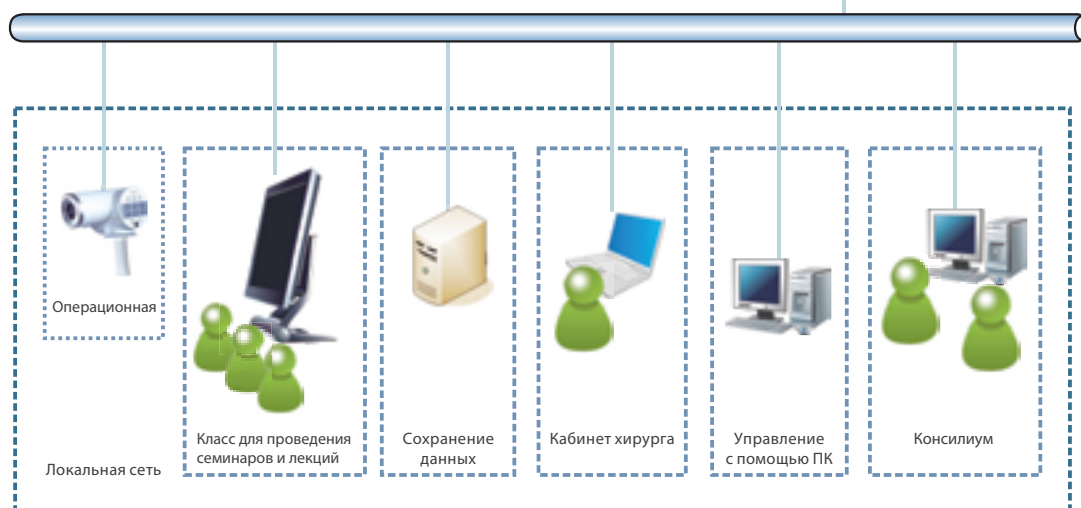 Операционная
Класс для проведения
семинаров и лекций
Сохранение
данных
Кабинет хирурга
Управление
с помощью ПК
Консилиум
Локальная сеть